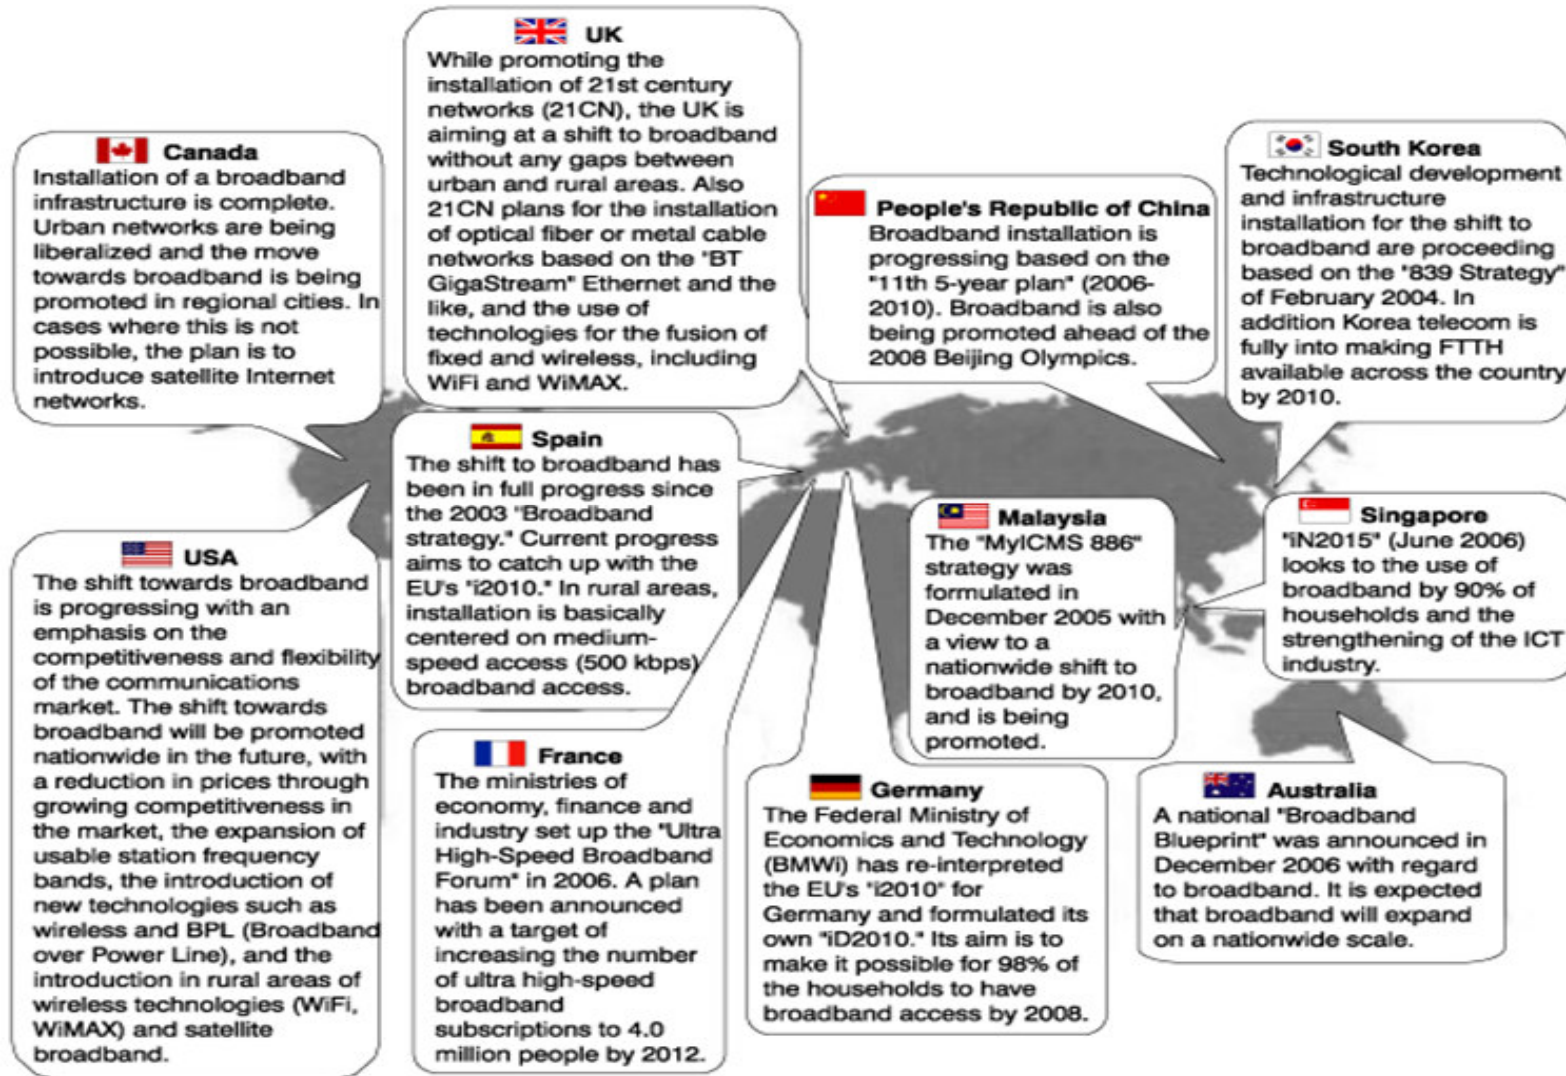 UK
While promoting the
installation of 21st century
networks (21CN), the UK is
aiming at a shift to broadband
without any gaps between
urban and rural areas. Also
21CN plans for the installation
of optical fiber or metal cable
networks based on the "BT
GigaStream" Ethernet and the
like, and the use of
technologies for the fusion of
fixed and wireless, including
WiFi and WiMAX.
Canada
Installation of a broadband
infrastructure is complete.
Urban networks are being
liberalized and the move
towards broadband is being
promoted in regional cities. In
cases where this is not
possible, the plan is to
introduce satellite Internet
networks.
People's Republic of China
Broadband installation is
progressing based on the
"11th 5-year plan" (2006-
2010). Broadband is also
being promoted ahead of the
2008 Beijing Olympics.
South Korea
Technological development
and infrastructure
installation for the shift to
broadband are proceeding
based on the "839 Strategy"
of February 2004. In
addition Korea telecom is
fully into making FTTH
available across the country
by 2010.
Spain
The shift to broadband has
been in full progress since
the 2003 "Broadband
strategy." Current progress
aims to catch up with the
EU's "i2010." In rural areas,
installation is basically
centered on medium-
speed access (500 kbps)
broadband access.
Malaysia
The "MyICMS 886"
strategy was
formulated in
December 2005 with
a view to a
nationwide shift to
broadband by 2010,
and is being
promoted.
Singapore
"iN2015" (June 2006)
looks to the use of
broadband by 90% of
households and the
strengthening of the ICT
industry.
USA
The shift towards broadband
is progressing with an
emphasis on the
competitiveness and flexibility
of the communications
market. The shift towards
broadband will be promoted
nationwide in the future, with
a reduction in prices through
growing competitiveness in
the market, the expansion of
usable station frequency
bands, the introduction of
new technologies such as
wireless and BPL (Broadband
over Power Line), and the
introduction in rural areas of
wireless technologies (WiFi,
WiMAX) and satellite
broadband.
France
The ministries of
economy, finance and
industry set up the "Ultra
High-Speed Broadband
Forum" in 2006. A plan
has been announced
with a target of
increasing the number
of ultra high-speed
broadband
subscriptions to 4.0
million people by 2012.
Germany
The Federal Ministry of
Economics and Technology
(BMWi) has re-interpreted
the EU's "i2010" for
Germany and formulated its
own "iD2010." Its aim is to
make it possible for 98% of
the households to have
broadband access by 2008.
Australia
A national "Broadband
Blueprint" was announced in
December 2006 with regard
to broadband. It is expected
that broadband will expand
on a nationwide scale.